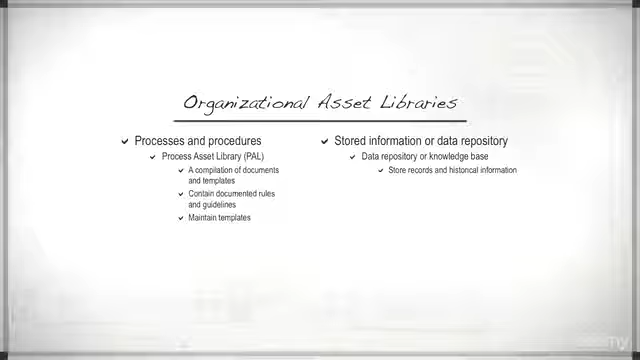 Organizational Asset Libraries
Processes and procedures
Process Asset Library (PAL)
A compilation of documents
and templates
Contain documented rules
and guidelines
Maintain templates
Stored information or data repository
Data repository or knowledge base
Store records and historical information